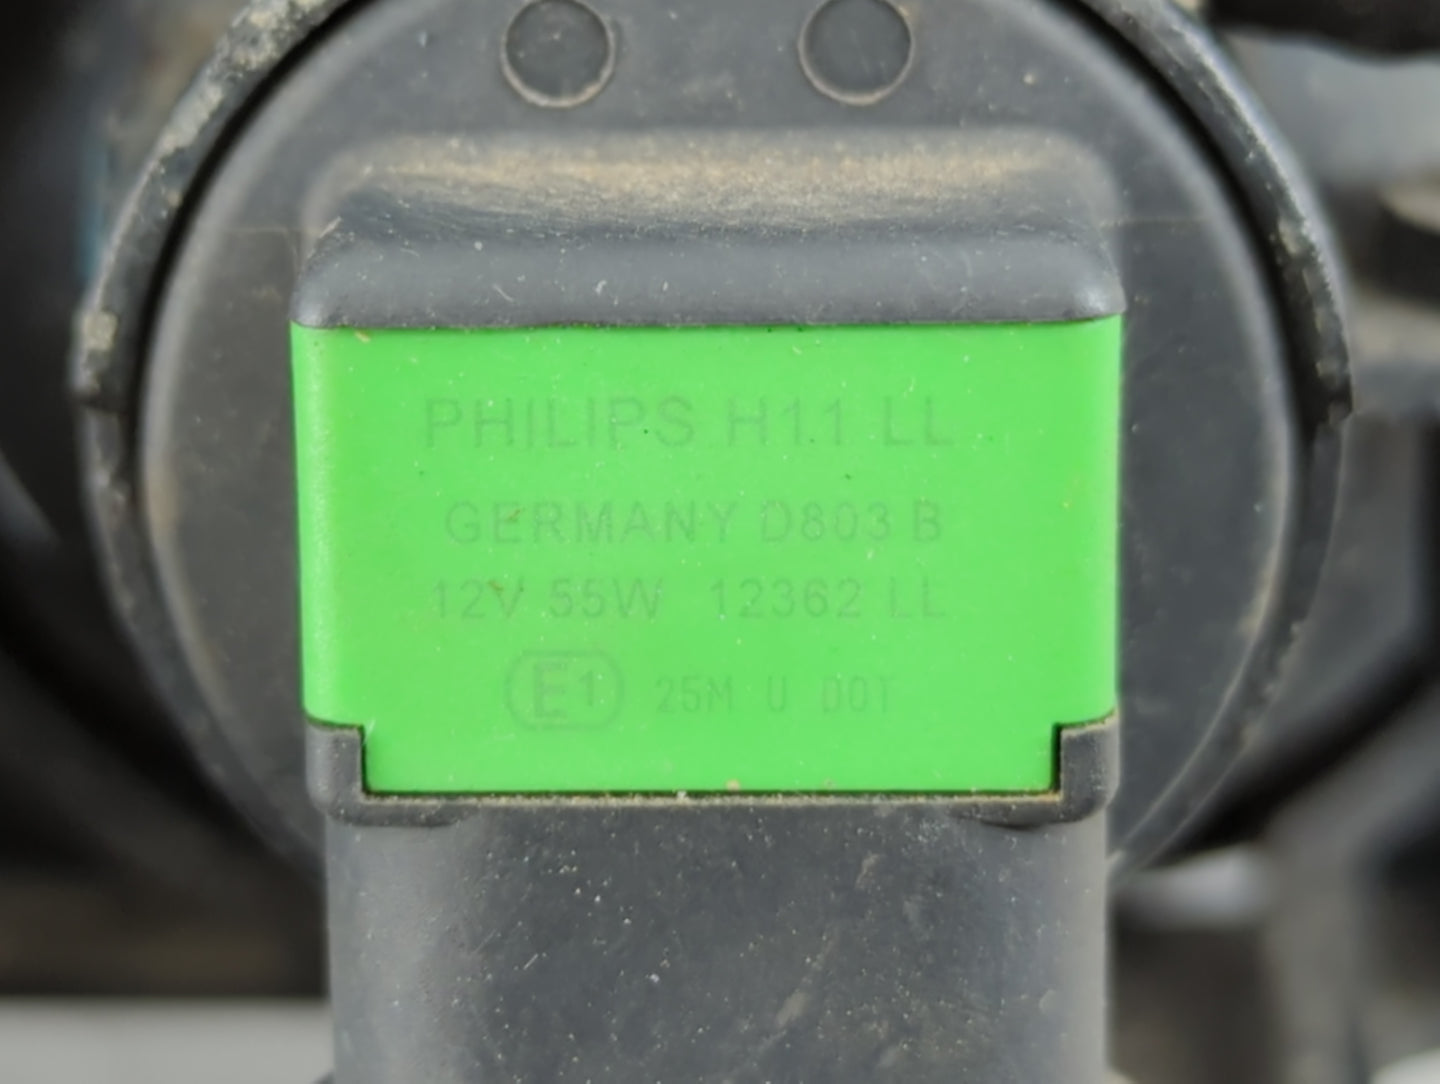 PHILIPS H11 LL
GERMANY D803 B
12V 55W 12362 LL
E1 25M U DOT